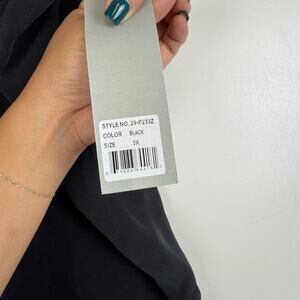 STYLE NO. 29-P233Z
COLOR BLACK
SIZE 3X